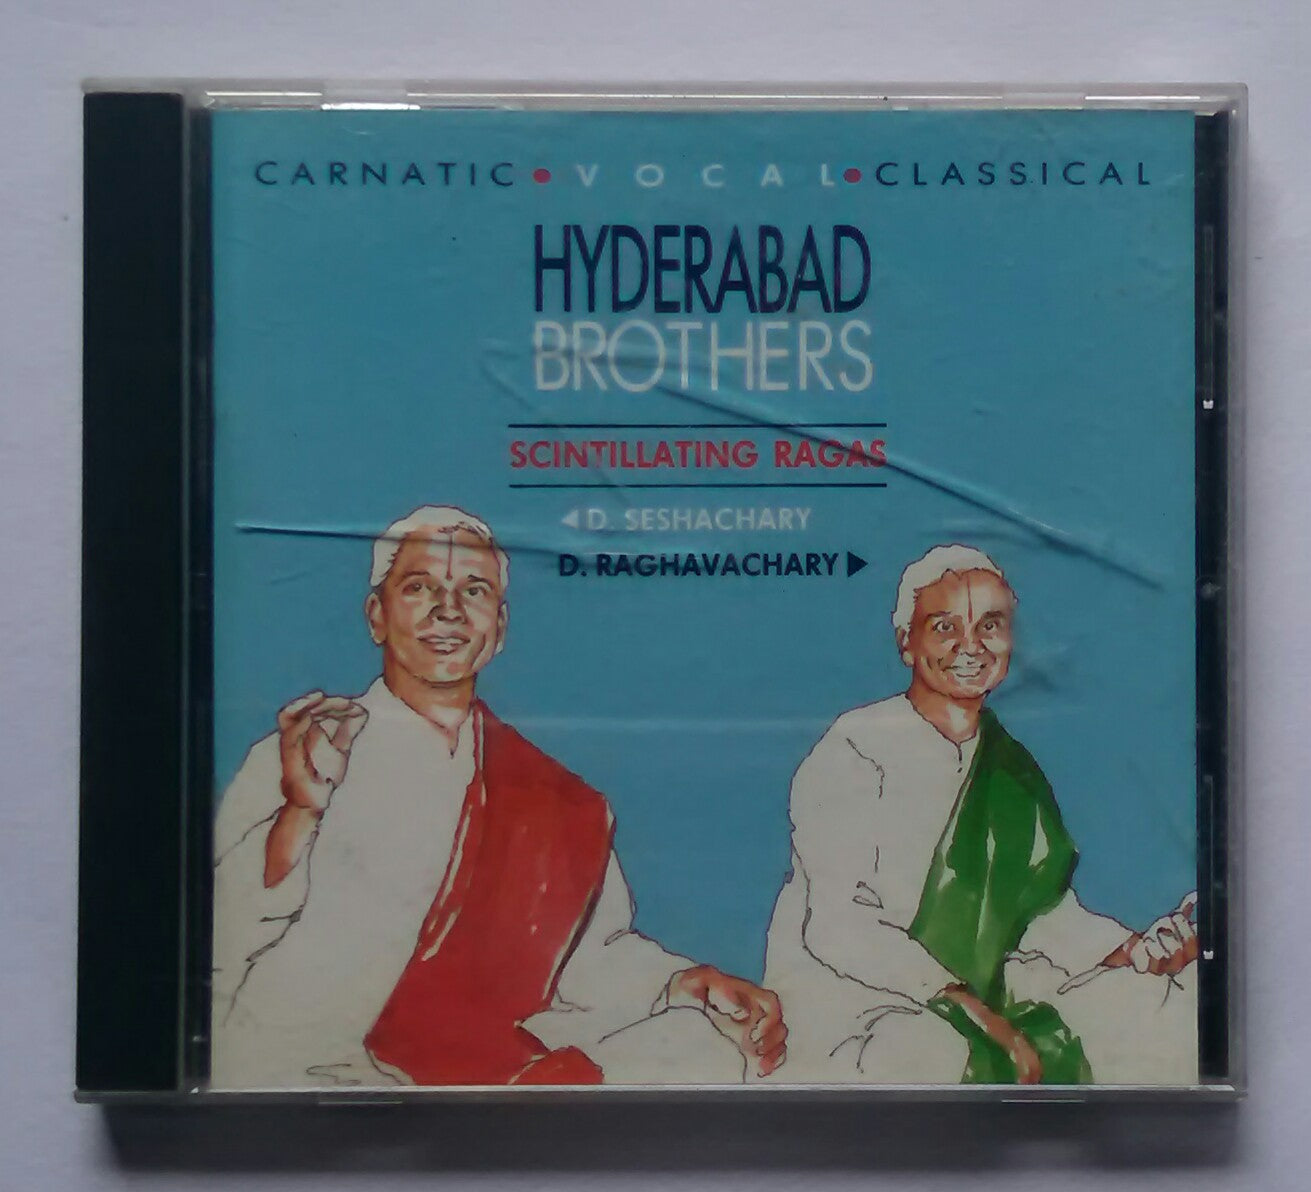 CARNATIC • VOCAL • CLASSICAL
HYDERABAD
BROTHERS
SCINTILLATING RAGAS
◀ D. SESHACHARY
D. RAGHAVACHARY ▶